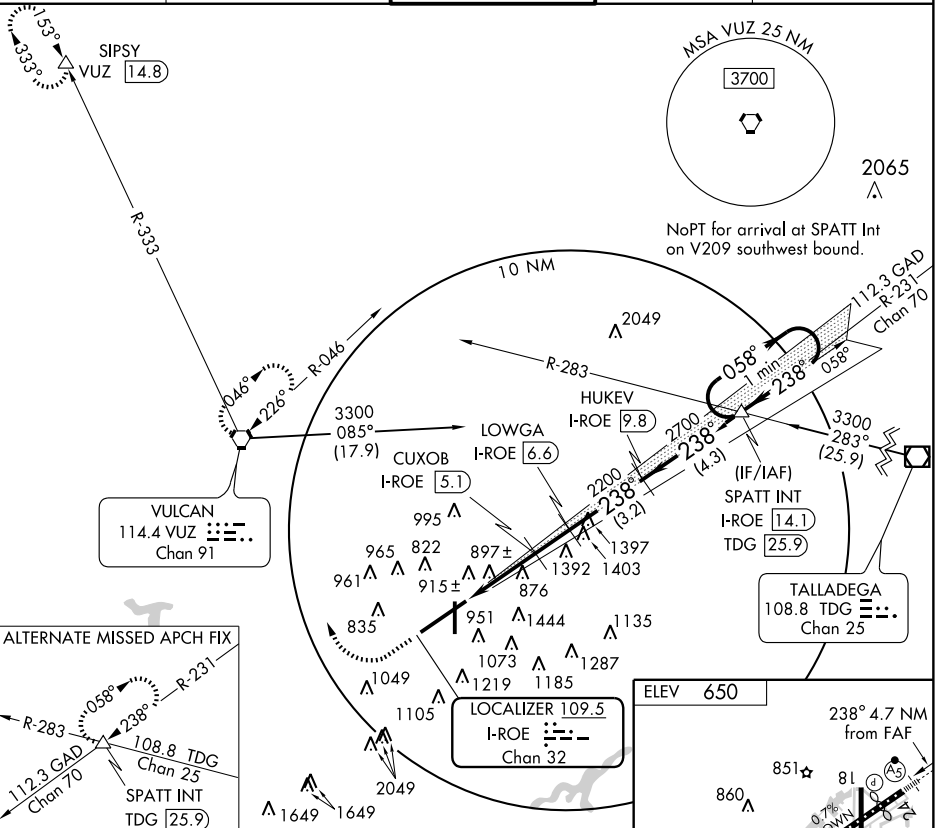 153°
333°
SIPSY
VUZ 14.8
MSA VUZ 25 NM
3700
2065
NoPT for arrival at SPATT Int
on V209 southwest bound.
R-333
10 NM
112.3 GAD
R-231
Chan 70
2049
R-283
058°
1 min
238°
058°
R-046
046°
226°
3300
085°
(17.9)
HUKEV
I-ROE 9.8
LOWGA
I-ROE 6.6
CUXOB
I-ROE 5.1
2700
238°
(4.3)
2200
238°
(3.2)
3300
283°
(25.9)
(IF/IAF)
SPATT INT
I-ROE 14.1
TDG 25.9
VULCAN
114.4 VUZ
Chan 91
995
965
822
897±
961
915±
876
1392
1397
1403
835
951
1444
1135
1073
1287
1049
1219
1185
1105
2049
1649
1649
TALLADEGA
108.8 TDG
Chan 25
LOCALIZER 109.5
I-ROE
Chan 32
ALTERNATE MISSED APCH FIX
058°
R-231
238°
R-283
108.8 TDG
Chan 25
112.3 GAD
Chan 70
SPATT INT
TDG 25.9
ELEV 650
238° 4.7 NM
from FAF
851
860
18
A5
P
24
0.7%